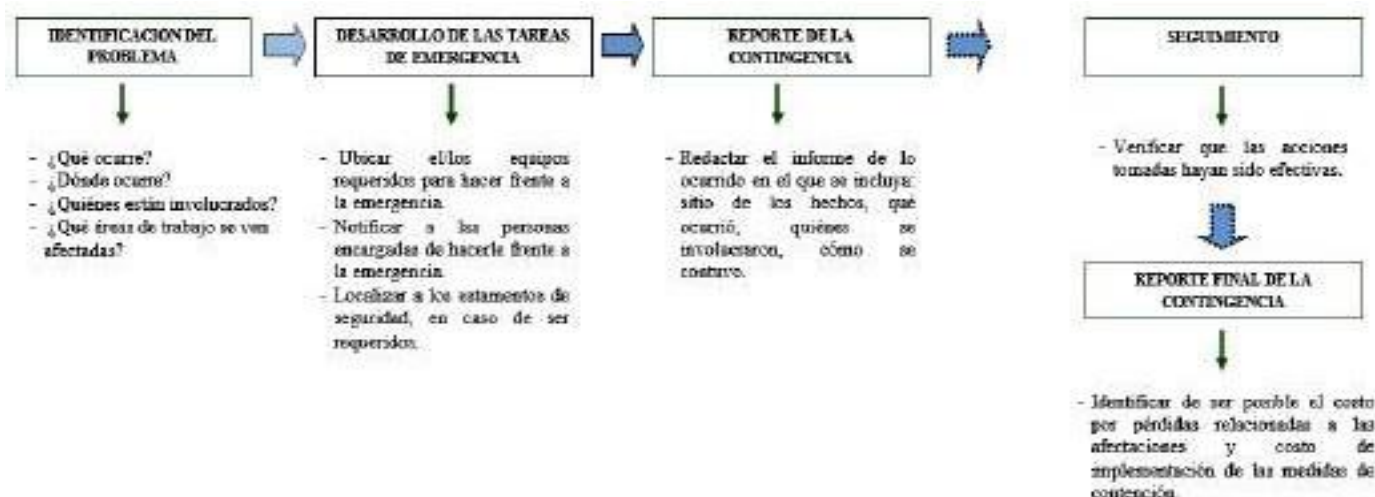 IDENTIFICACION DEL
PROBLEMA
- ¿Qué ocurre?
- ¿Dónde ocurre?
- ¿Quiénes están involucrados?
- ¿Qué áreas de trabajo se ven
afectadas?
DESARROLLO DE LAS TAREAS
DE EMERGENCIA
- Ubicar el/los equipos
requeridos para hacer frente a
la emergencia.
- Notificar a las personas
encargadas de hacerle frente a
la emergencia.
- Localizar a los estamentos de
seguridad, en caso de ser
requeridos.
REPORTE DE LA
CONTINGENCIA
- Redactar el informe de lo
ocurrido en el que se incluya:
sitio de los hechos, qué
ocurrió, quiénes se
involucraron, cómo se
contuvo.
SEGUIMIENTO
- Verificar que las acciones
tomadas hayan sido efectivas.
REPORTE FINAL DE LA
CONTINGENCIA
- Identificar de ser posible el costo
por pérdidas relacionadas a las
afectaciones y costo de
implementación de las medidas de
contención.